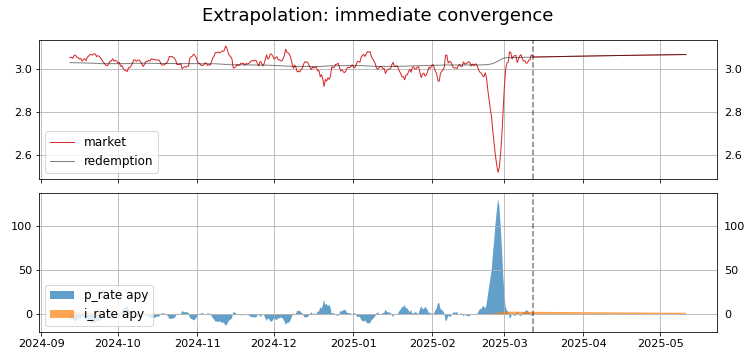 Extrapolation: immediate convergence
3.0 3.0
2.8 2.8
2.6 2.6
market
redemption
100 100
50 50
0 0
p_rate apy
i_rate apy
2024-09 2024-10 2024-11 2024-12 2025-01 2025-02 2025-03 2025-04 2025-05